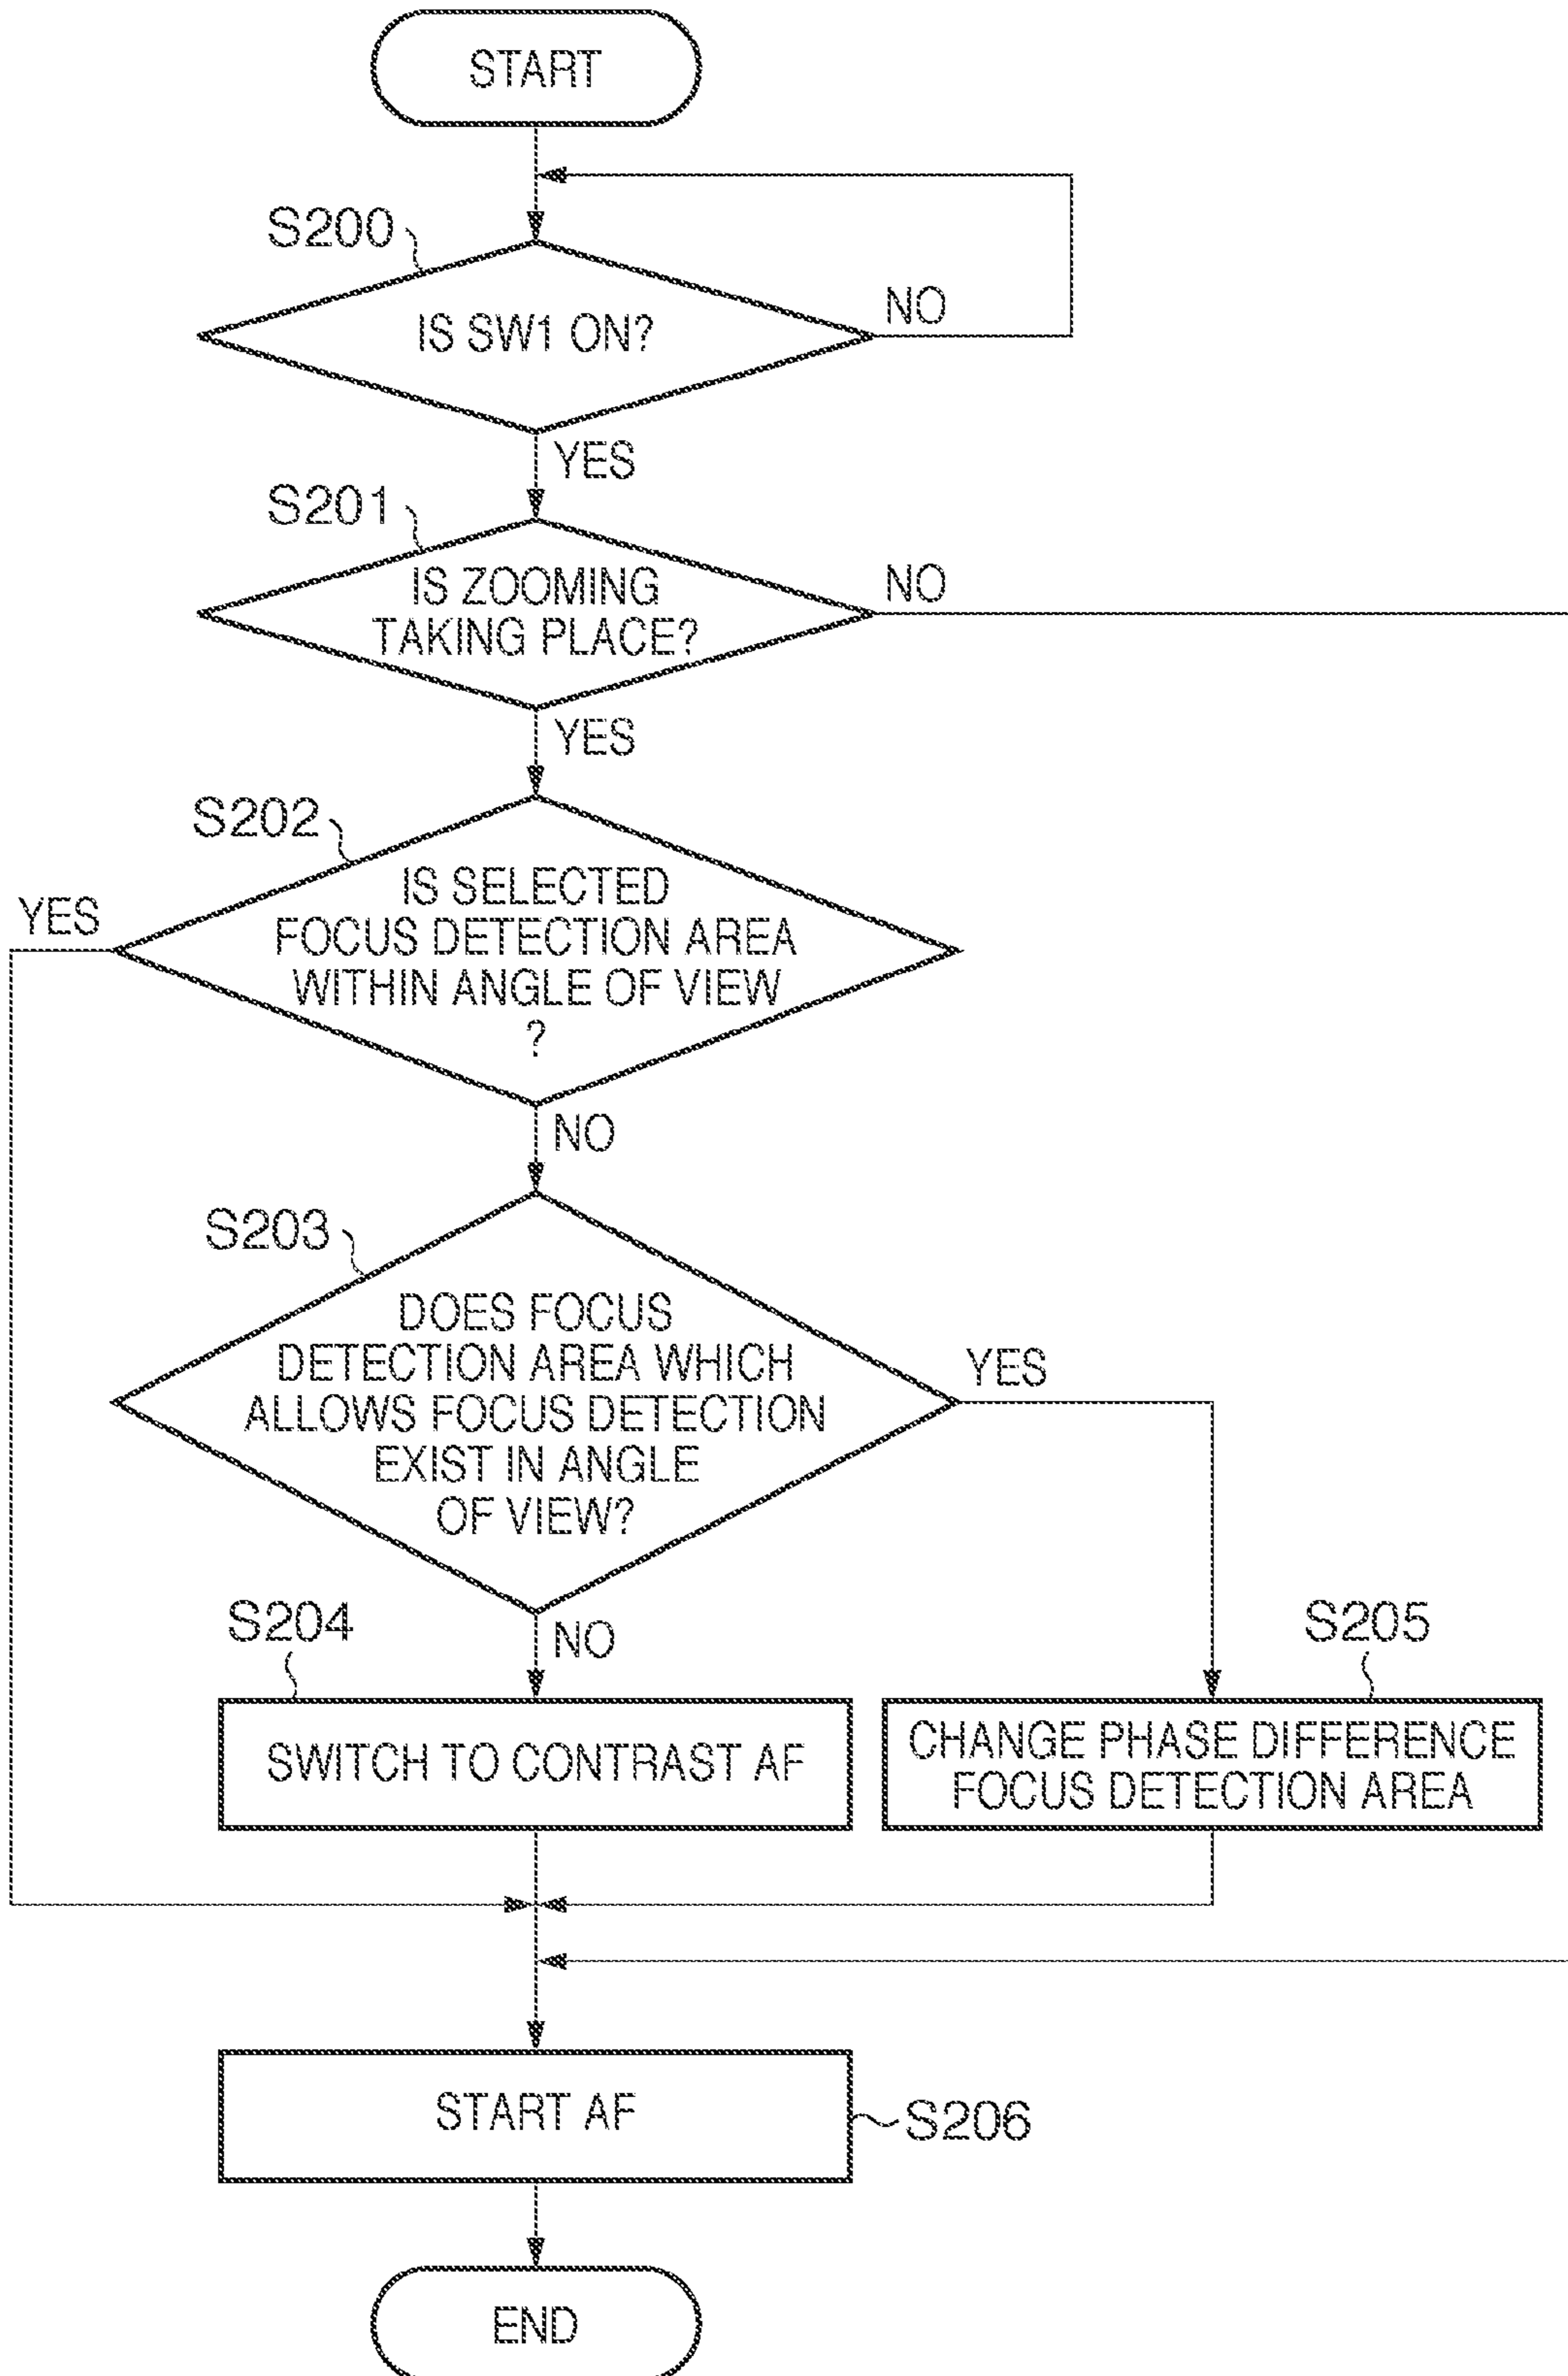 START
S200
IS SW1 ON?
NO
YES
S201
IS ZOOMING
TAKING PLACE?
NO
YES
S202
IS SELECTED
FOCUS DETECTION AREA
WITHIN ANGLE OF VIEW
?
YES
NO
S203
DOES FOCUS
DETECTION AREA WHICH
ALLOWS FOCUS DETECTION
EXIST IN ANGLE
OF VIEW?
YES
NO
S204
SWITCH TO CONTRAST AF
S205
CHANGE PHASE DIFFERENCE
FOCUS DETECTION AREA
START AF
S206
END